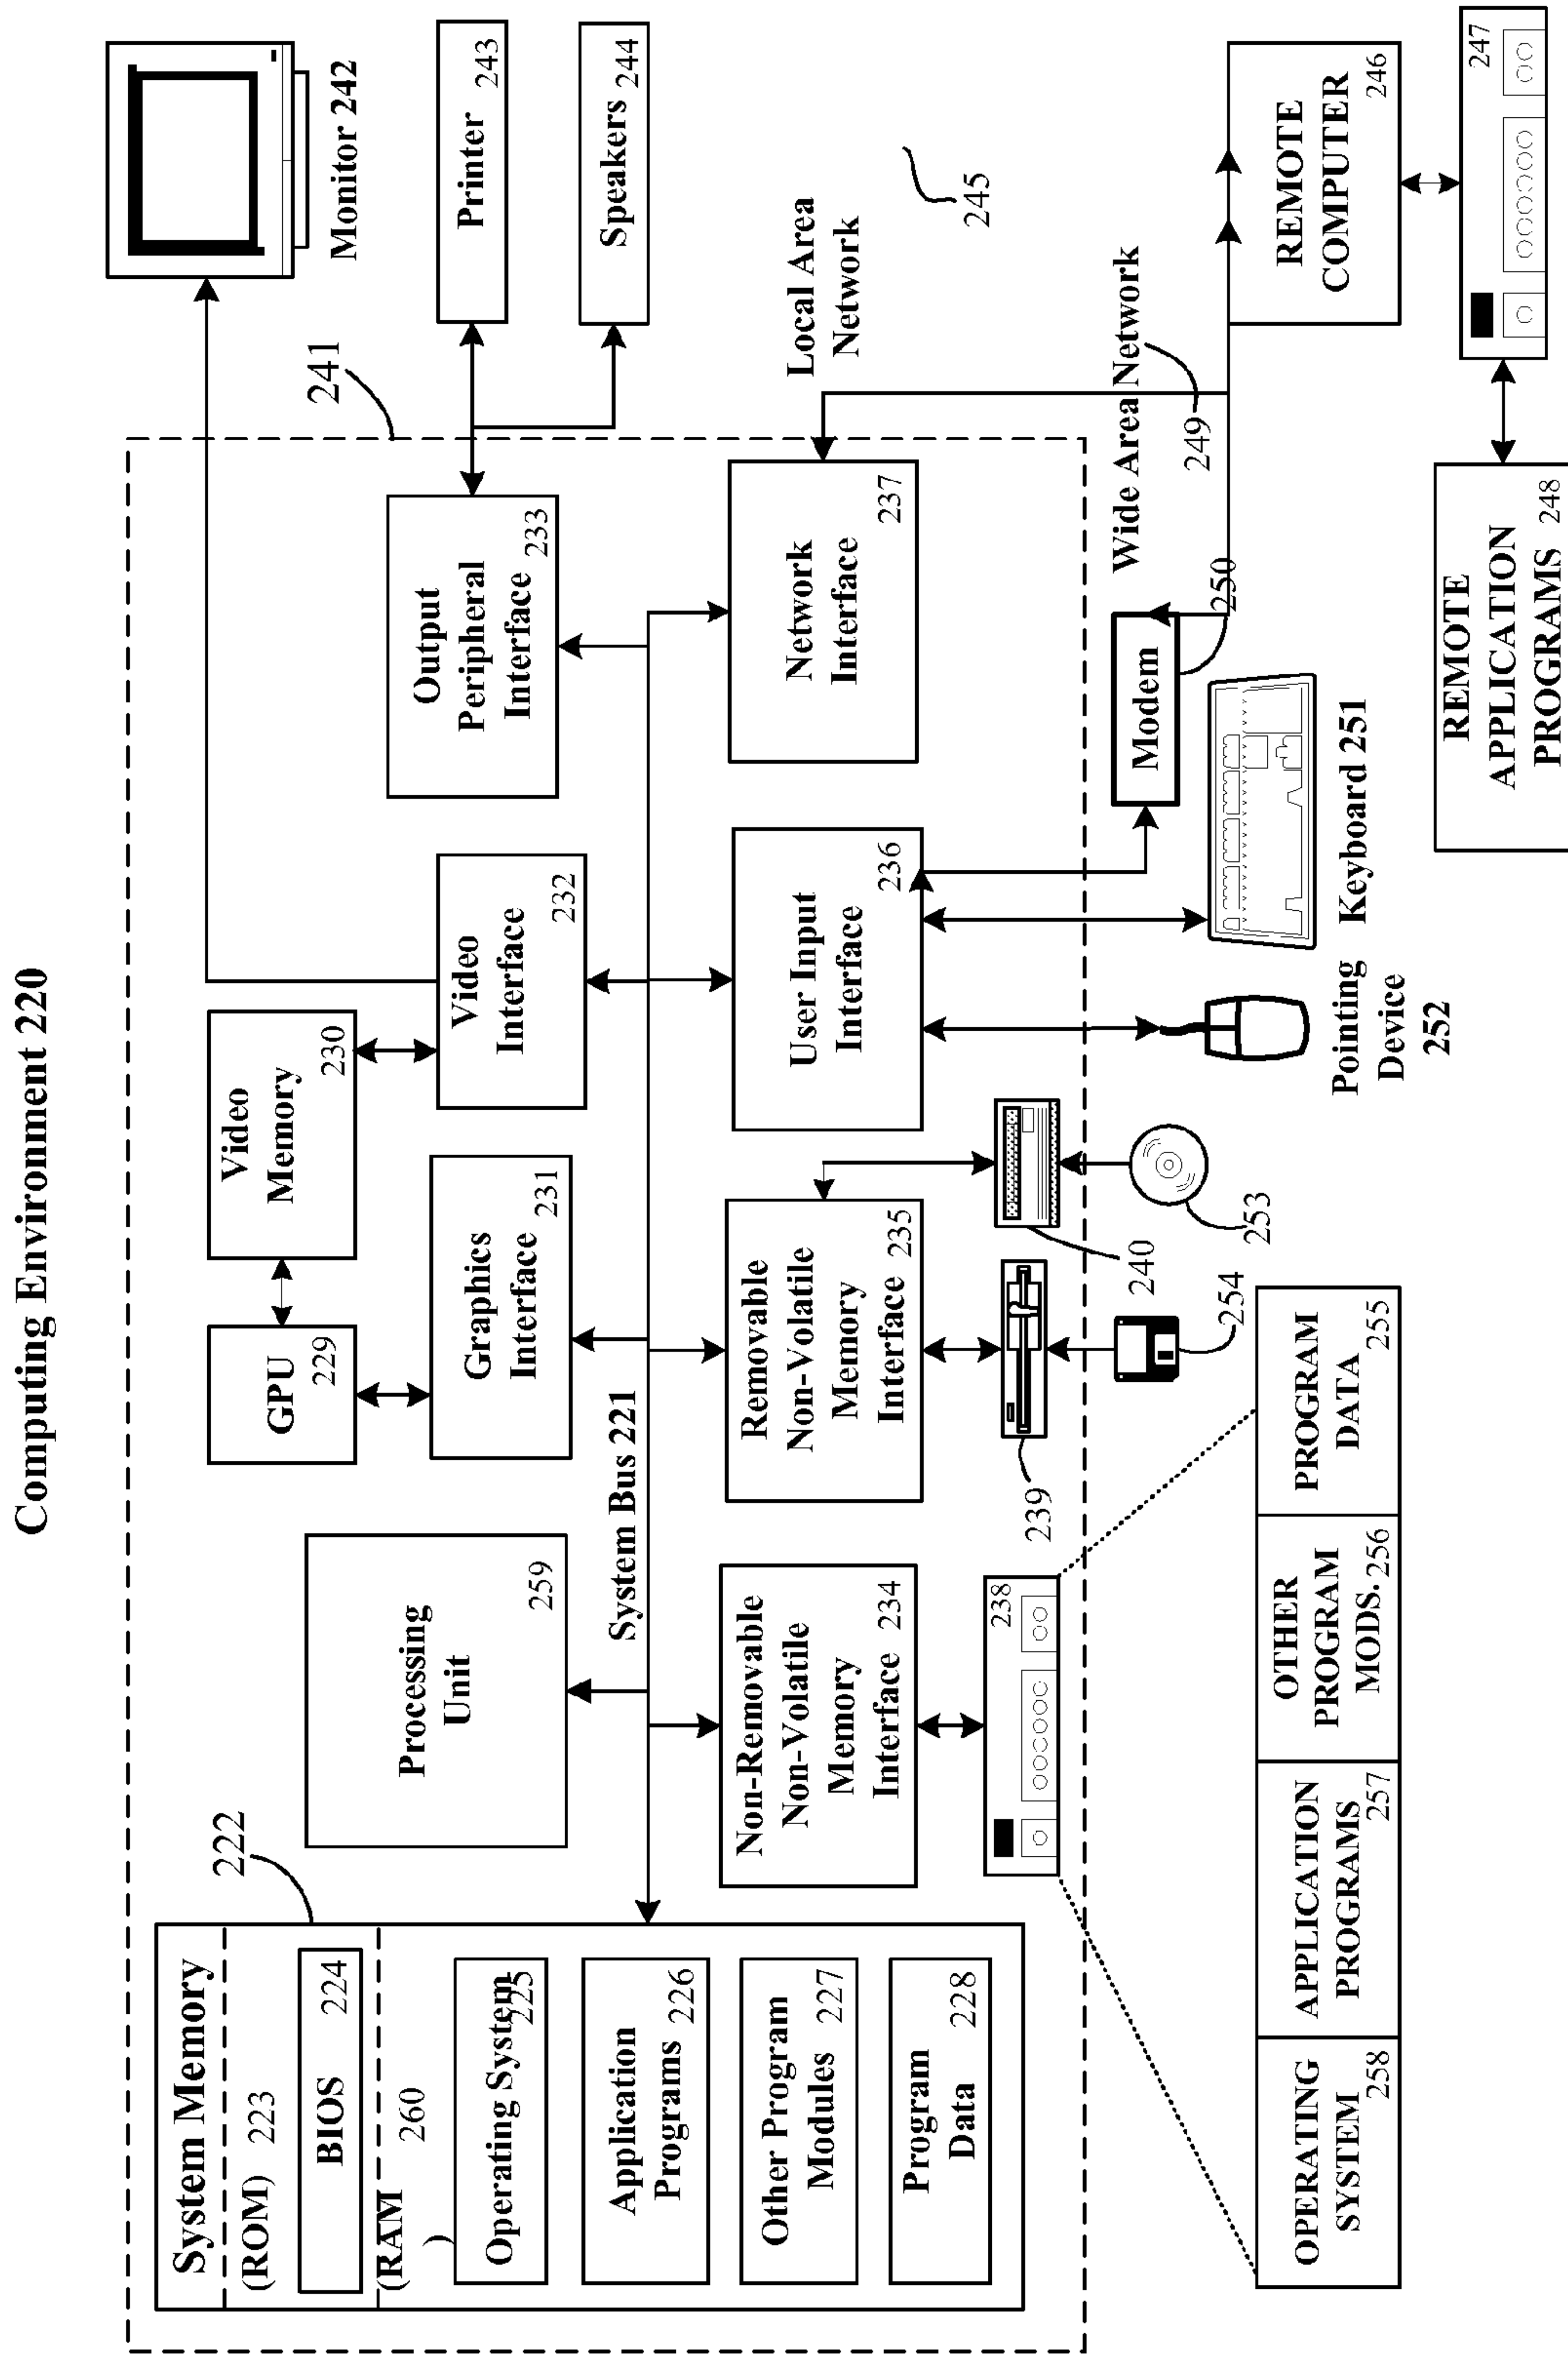 Computing Environment 220
222
241
System Memory
(ROM) 223
BIOS 224
(RAM
)
260
Operating System
225
Application
Programs 226
Other Program
Modules 227
Program
Data 228
Processing
Unit
259
GPU
229
Video
Memory
230
Graphics
Interface
231
Video
Interface
232
Output
Peripheral
Interface 233
Monitor 242
Printer
243
Speakers
244
System Bus 221
Non-Removable
Non-Volatile
Memory
Interface 234
Removable
Non-Volatile
Memory
Interface 235
User Input
Interface
236
Network
Interface
237
Local Area
Network
245
238
239
240
254
253
Wide Area Network
249
Modem
250
Pointing
Device
252
Keyboard 251
REMOTE
COMPUTER
246
247
REMOTE
APPLICATION
PROGRAMS 248
OPERATING
SYSTEM
258
APPLICATION
PROGRAMS
257
OTHER
PROGRAM
MODS. 256
PROGRAM
DATA
255